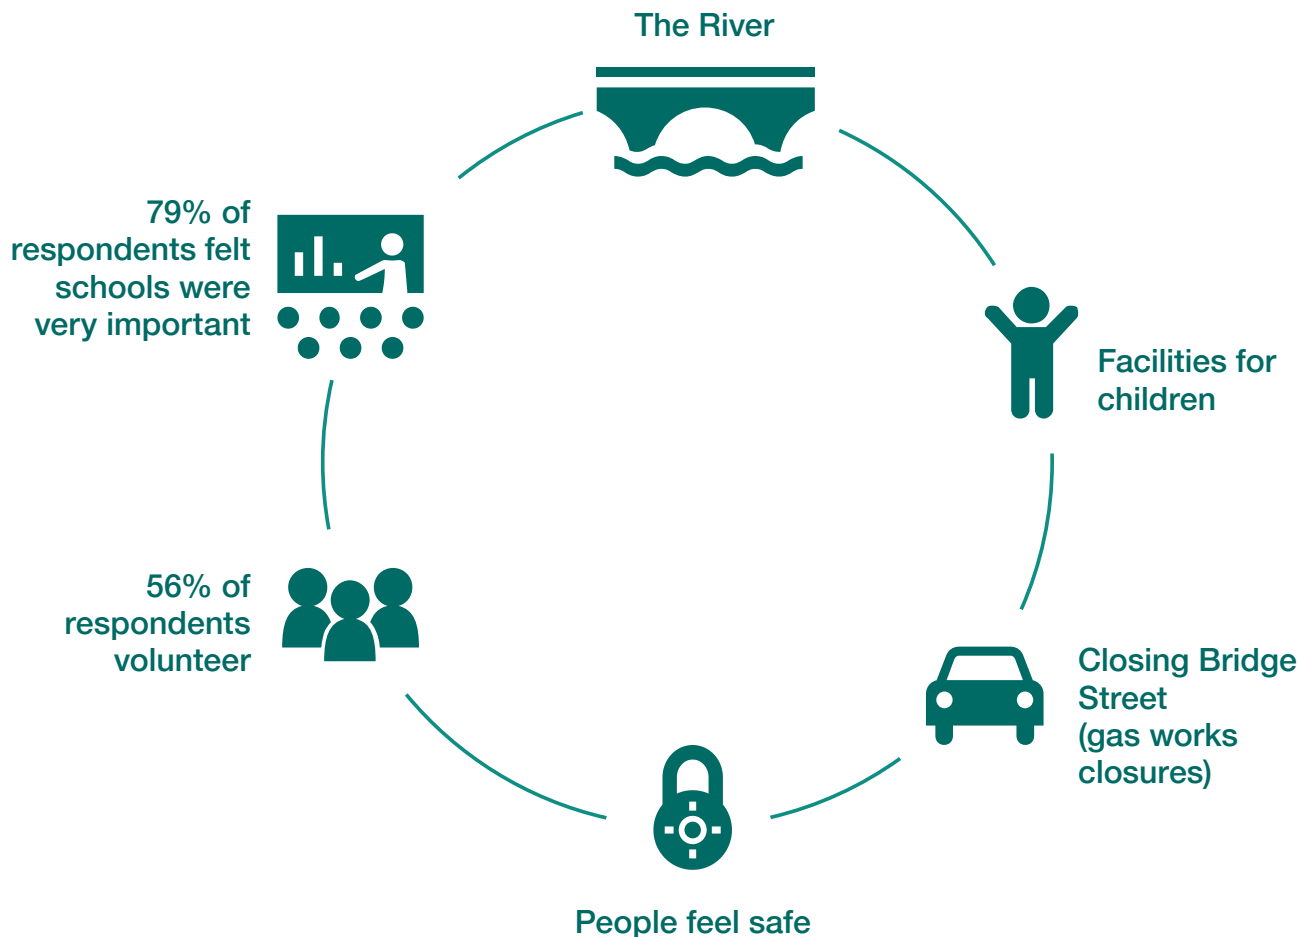 The River
79% of
respondents felt
schools were
very important
Facilities for
children
56% of
respondents
volunteer
Closing Bridge
Street
(gas works
closures)
People feel safe